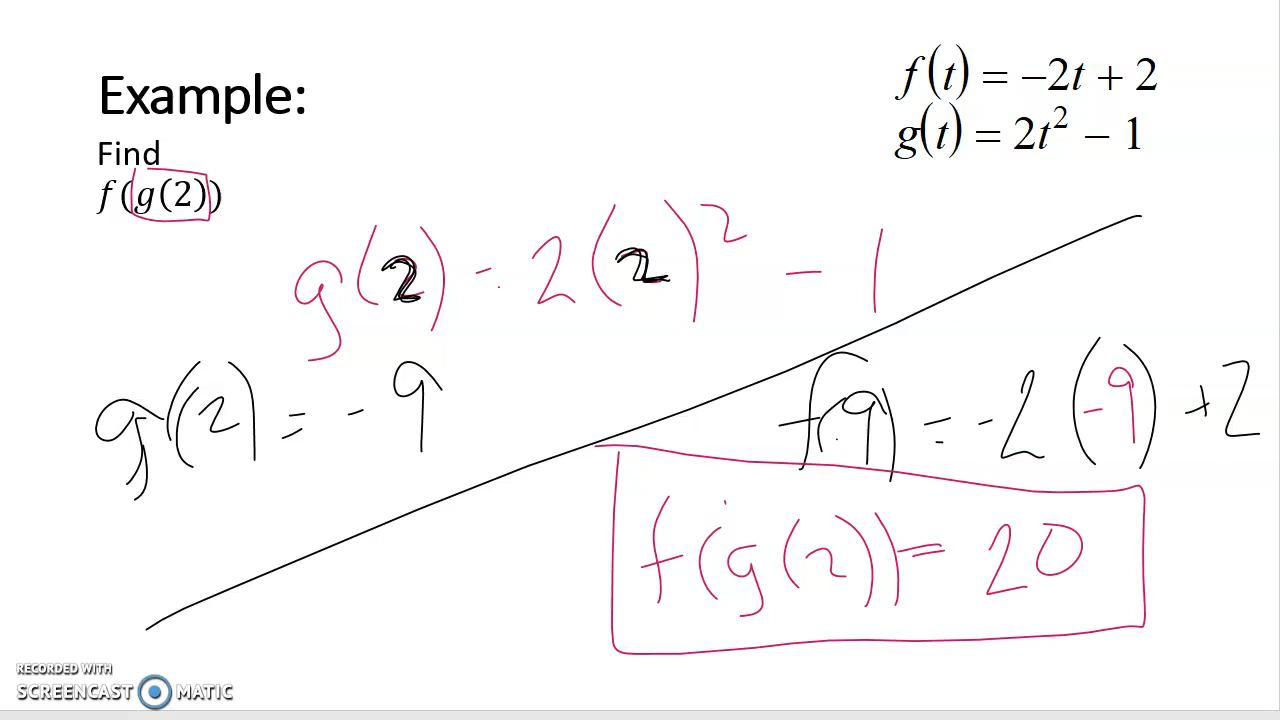 Example:
f(t) = −2t + 2
g(t) = 2t² − 1
Find
f(g(2))
g(2) = 2(2)² − 1
g(2) = −9
f(9) = −2(−9) + 2
f(g(2)) = 20
RECORDED WITH
SCREENCAST MATIC